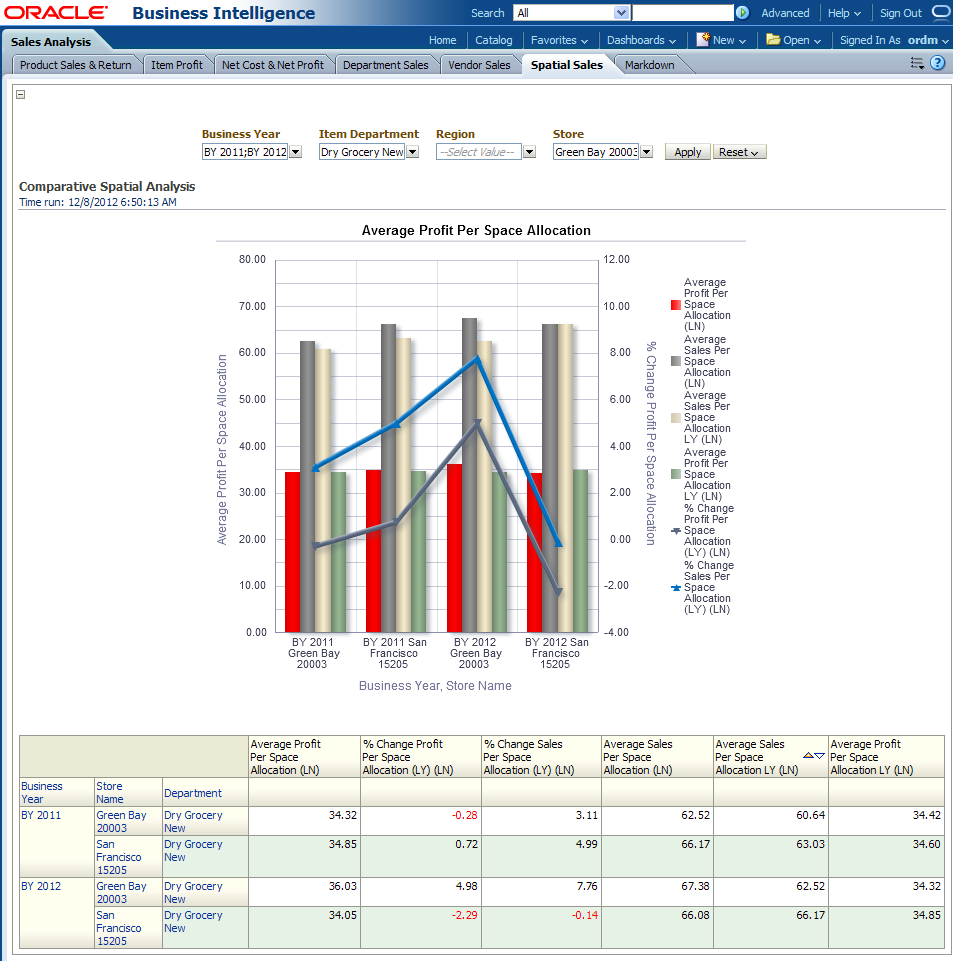 ORACLE Business Intelligence Search All Advanced Help Sign Out
Sales Analysis Home Catalog Favorites Dashboards New Open Signed In As ordm
Product Sales & Return Item Profit Net Cost & Net Profit Department Sales Vendor Sales Spatial Sales Markdown
Business Year Item Department Region Store
BY 2011;BY 2012 Dry Grocery New --Select Value-- Green Bay 20003 Apply Reset
Comparative Spatial Analysis
Time run: 12/8/2012 6:50:13 AM
Average Profit Per Space Allocation
Average Profit Per Space Allocation
80.00
70.00
60.00
50.00
40.00
30.00
20.00
10.00
0.00
12.00
10.00
8.00
6.00
4.00
2.00
0.00
-2.00
-4.00
% Change Profit Per Space Allocation
BY 2011
Green Bay
20003
BY 2011 San
Francisco
15205
BY 2012
Green Bay
20003
BY 2012 San
Francisco
15205
Business Year, Store Name
Average
Profit Per
Space
Allocation
(LN)
Average
Sales Per
Space
Allocation
(LN)
Average
Sales Per
Space
Allocation
LY (LN)
Average
Profit Per
Space
Allocation
LY (LN)
% Change
Profit Per
Space
Allocation
(LY) (LN)
% Change
Sales Per
Space
Allocation
(LY) (LN)
Average Profit % Change Profit % Change Sales Average Sales Average Sales Average Profit
Per Space Per Space Per Space Per Space Per Space Per Space
Allocation (LN) Allocation (LY) (LN) Allocation (LY) (LN) Allocation (LN) Allocation LY (LN) Allocation LY (LN)
Business Store
Year Name Department
BY 2011 Green Bay Dry Grocery 34.32 -0.28 3.11 62.52 60.64 34.42
20003 New
San Dry Grocery 34.85 0.72 4.99 66.17 63.03 34.60
Francisco New
15205
BY 2012 Green Bay Dry Grocery 36.03 4.98 7.76 67.38 62.52 34.32
20003 New
San Dry Grocery 34.05 -2.29 -0.14 66.08 66.17 34.85
Francisco New
15205